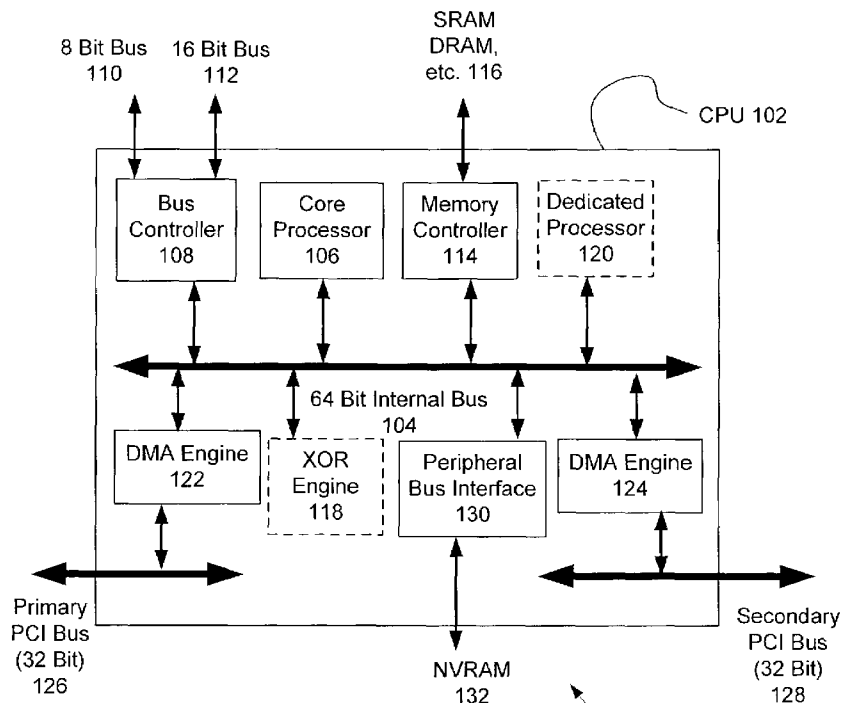 8 Bit Bus
110
16 Bit Bus
112
SRAM
DRAM,
etc. 116
CPU 102
Bus
Controller
108
Core
Processor
106
Memory
Controller
114
Dedicated
Processor
120
64 Bit Internal Bus
104
DMA Engine
122
XOR
Engine
118
Peripheral
Bus Interface
130
DMA Engine
124
Primary
PCI Bus
(32 Bit)
126
NVRAM
132
Secondary
PCI Bus
(32 Bit)
128